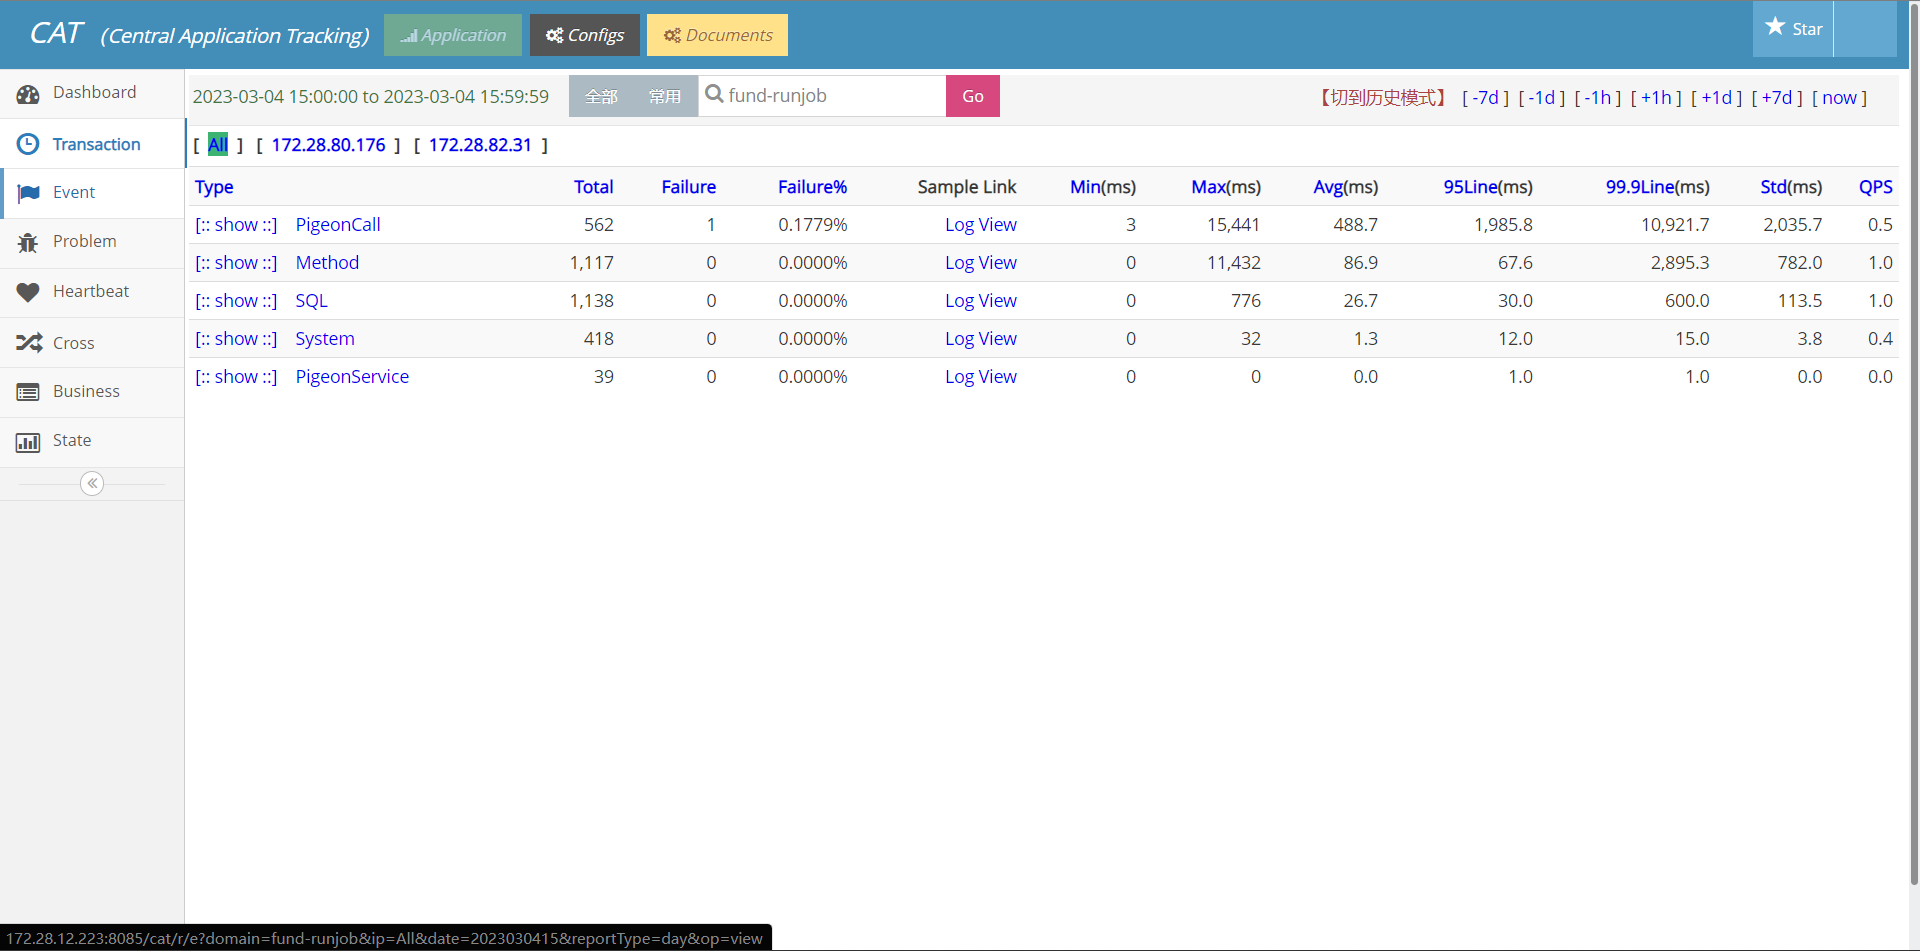 CAT (Central Application Tracking) Application Configs Documents Star
Dashboard
Transaction
Event
Problem
Heartbeat
Cross
Business
State
2023-03-04 15:00:00 to 2023-03-04 15:59:59 全部 常用 fund-runjob Go 【切到历史模式】 [ -7d ] [ -1d ] [ -1h ] [ +1h ] [ +1d ] [ +7d ] [ now ]
[ All ] [ 172.28.80.176 ] [ 172.28.82.31 ]
Type Total Failure Failure% Sample Link Min(ms) Max(ms) Avg(ms) 95Line(ms) 99.9Line(ms) Std(ms) QPS
[:: show ::] PigeonCall 562 1 0.1779% Log View 3 15,441 488.7 1,985.8 10,921.7 2,035.7 0.5
[:: show ::] Method 1,117 0 0.0000% Log View 0 11,432 86.9 67.6 2,895.3 782.0 1.0
[:: show ::] SQL 1,138 0 0.0000% Log View 0 776 26.7 30.0 600.0 113.5 1.0
[:: show ::] System 418 0 0.0000% Log View 0 32 1.3 12.0 15.0 3.8 0.4
[:: show ::] PigeonService 39 0 0.0000% Log View 0 0 0.0 1.0 1.0 0.0 0.0
172.28.12.223:8085/cat/r/e?domain=fund-runjob&ip=All&date=2023030415&reportType=day&op=view